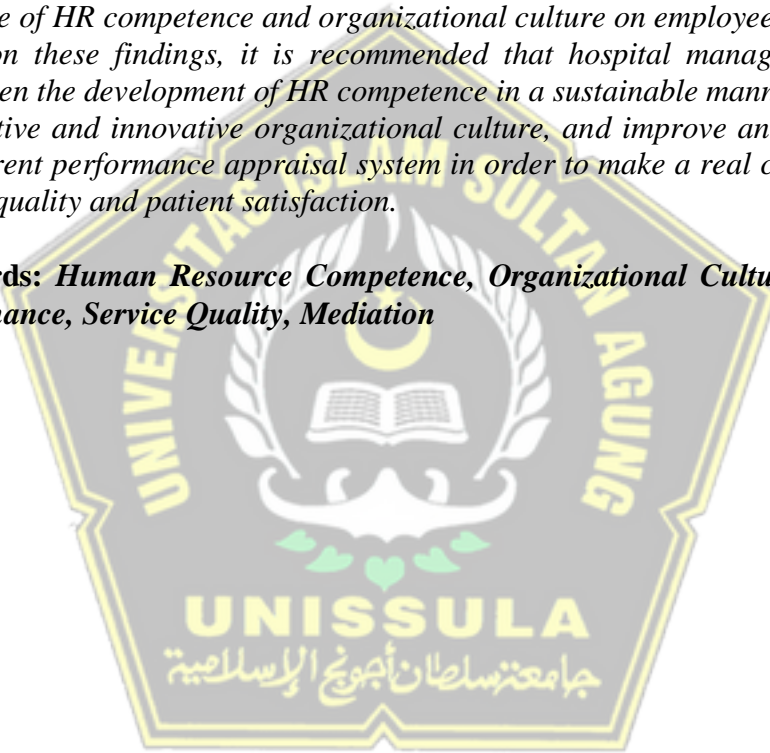 e of HR competence and organizational culture on employee
on these findings, it is recommended that hospital manag
en the development of HR competence in a sustainable mann
tive and innovative organizational culture, and improve an
rent performance appraisal system in order to make a real c
quality and patient satisfaction.
rds: Human Resource Competence, Organizational Cultu
nance, Service Quality, Mediation
UNIVERSITAS ISLAM SULTAN AGUNG
UNISSULA
جامعة سلطان أجونج الإسلامية